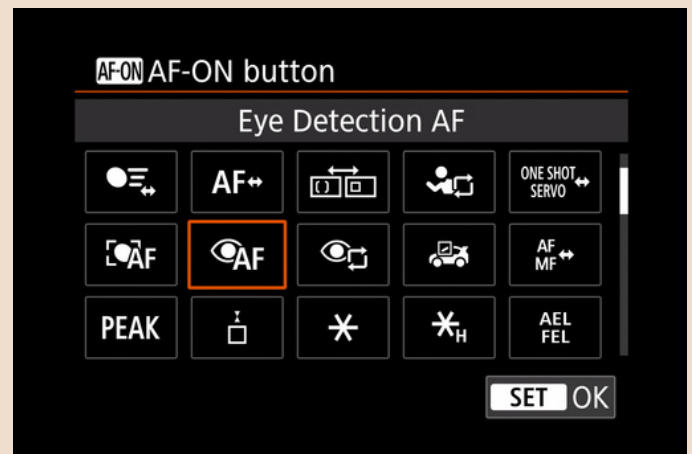 AF-ON AF-ON button
Eye Detection AF
AF
ONE SHOT
SERVO
AF
AF
AF
MF
PEAK
H
AEL
FEL
SET OK